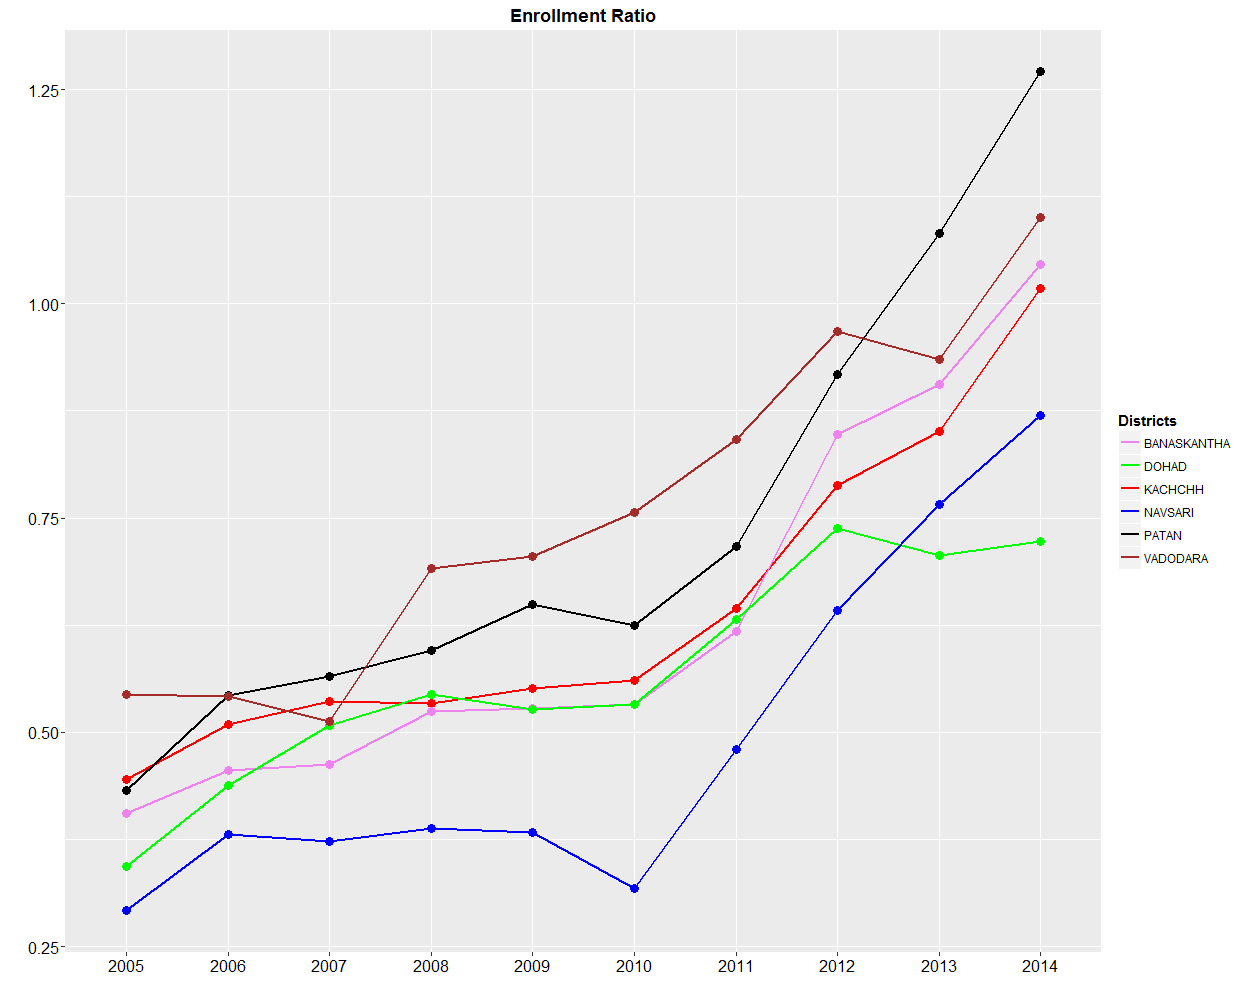 Enrollment Ratio
1.25
1.00
0.75
0.50
0.25
2005 2006 2007 2008 2009 2010 2011 2012 2013 2014
Districts
BANASKANTHA
DOHAD
KACHCHH
NAVSARI
PATAN
VADODARA